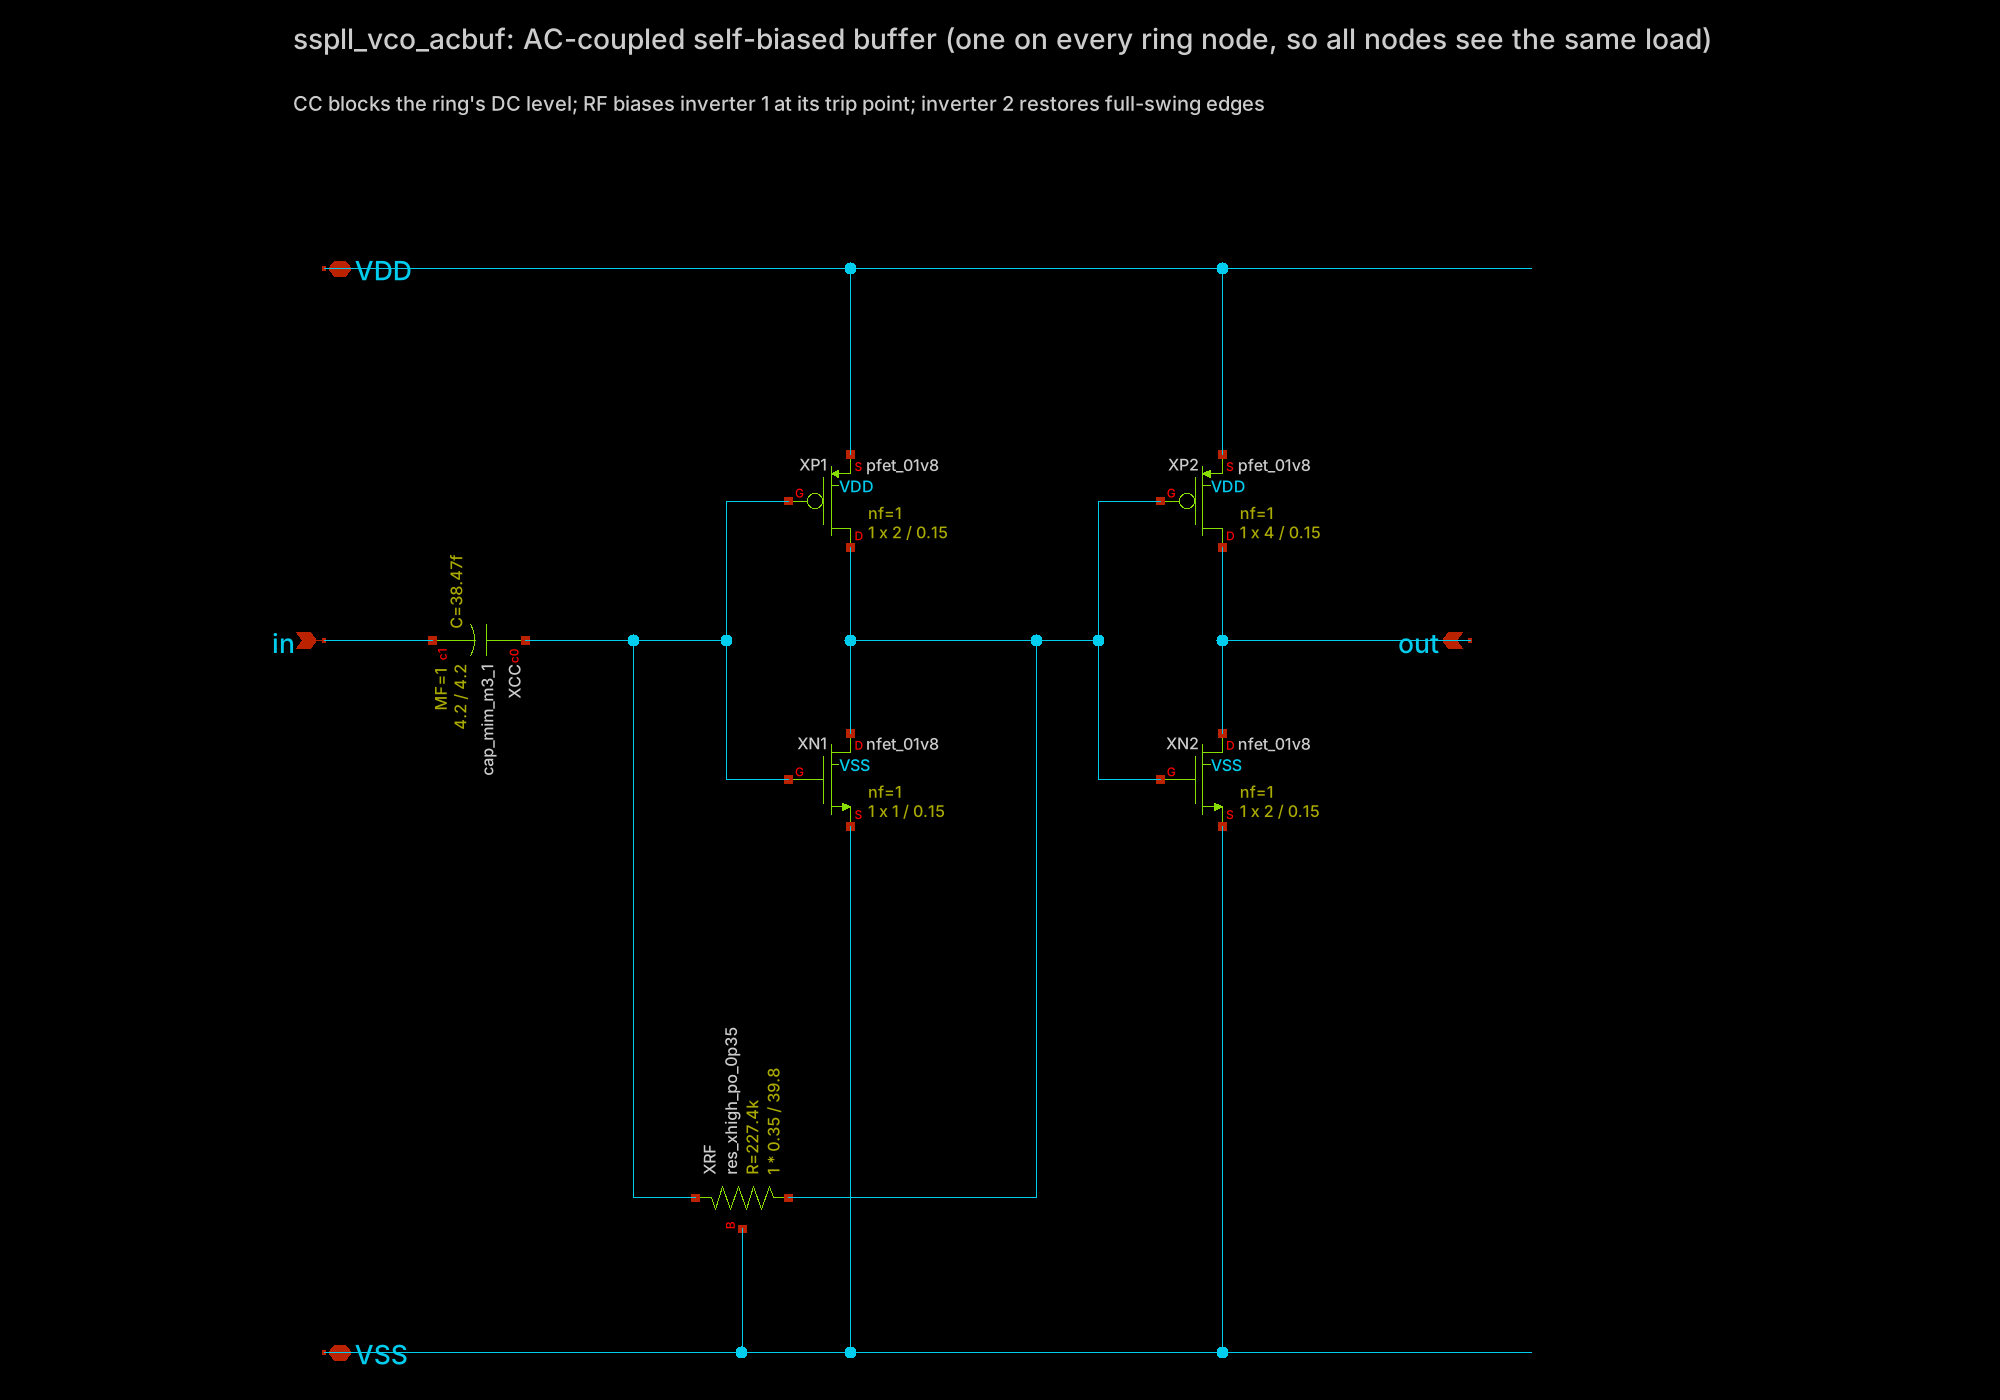 sspll_vco_acbuf: AC-coupled self-biased buffer (one on every ring node, so all nodes see the same load)
CC blocks the ring's DC level; RF biases inverter 1 at its trip point; inverter 2 restores full-swing edges
VDD
XP1
S
pfet_01v8
VDD
G
nf=1
D
1 x 2 / 0.15
XP2
S
pfet_01v8
VDD
G
nf=1
D
1 x 4 / 0.15
in
C=38.47f
c1
MF=1
4.2 / 4.2
cap_mim_m3_1
XCC
c0
out
XN1
D
nfet_01v8
VSS
G
nf=1
S
1 x 1 / 0.15
XN2
D
nfet_01v8
VSS
G
nf=1
S
1 x 2 / 0.15
XRF
res_xhigh_po_0p35
R=227.4k
1 * 0.35 / 39.8
B
VSS